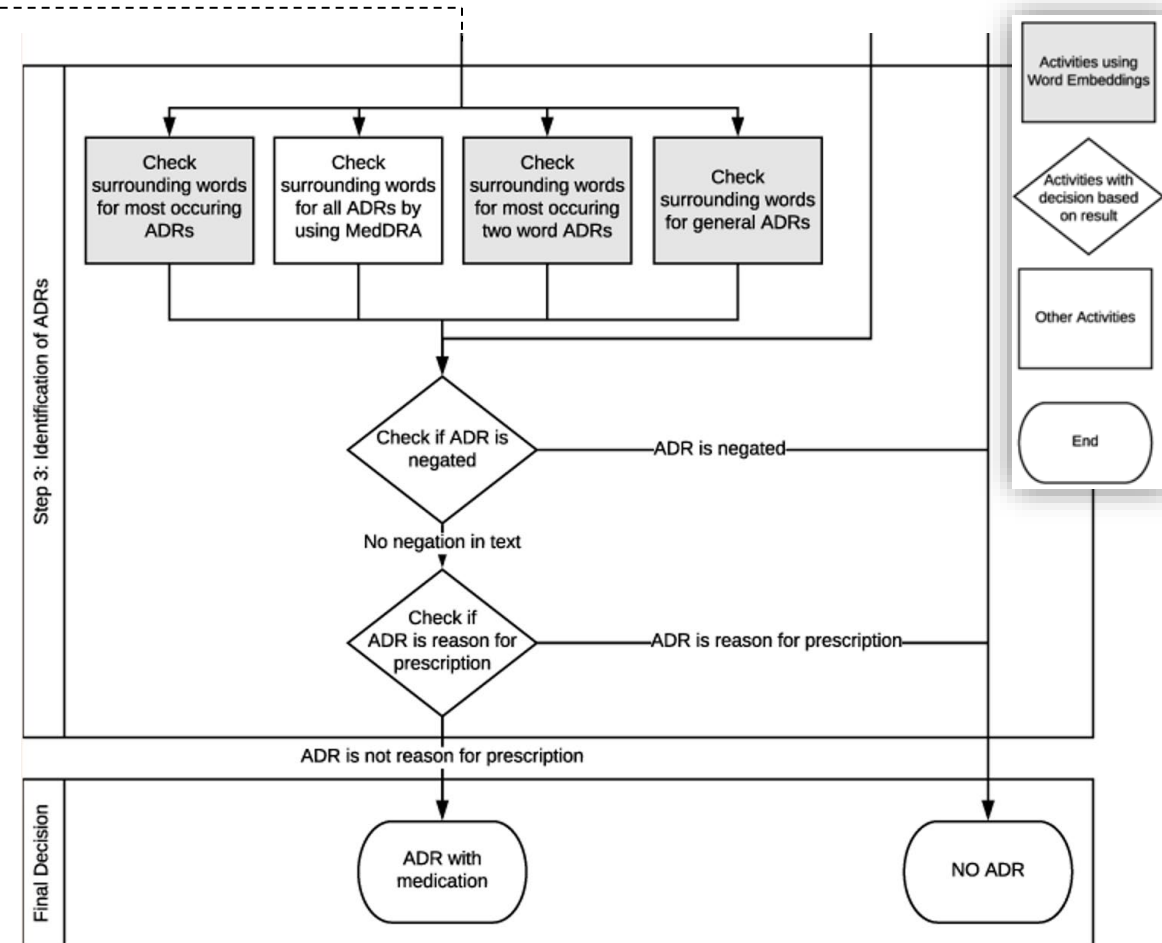 Step 3: Identification of ADRs
Check
surrounding words
for most occuring
ADRs
Check
surrounding words
for all ADRs by
using MedDRA
Check
surrounding words
for most occuring
two word ADRs
Check
surrounding words
for general ADRs
Check if ADR is
negated
ADR is negated
No negation in text
Check if
ADR is reason for
prescription
ADR is reason for prescription
ADR is not reason for prescription
Final Decision
ADR with
medication
NO ADR
Activities using
Word Embeddings
Activities with
decision based
on result
Other Activities
End